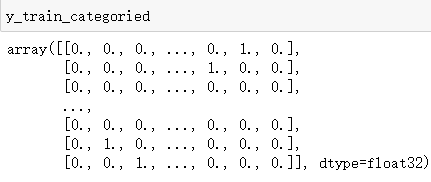 y_train_categoried
array([[0., 0., 0., ..., 0., 1., 0.],
[0., 0., 0., ..., 1., 0., 0.],
[0., 0., 0., ..., 0., 0., 0.],
...,
[0., 0., 0., ..., 0., 0., 0.],
[0., 1., 0., ..., 0., 0., 0.],
[0., 0., 1., ..., 0., 0., 0.]], dtype=float32)